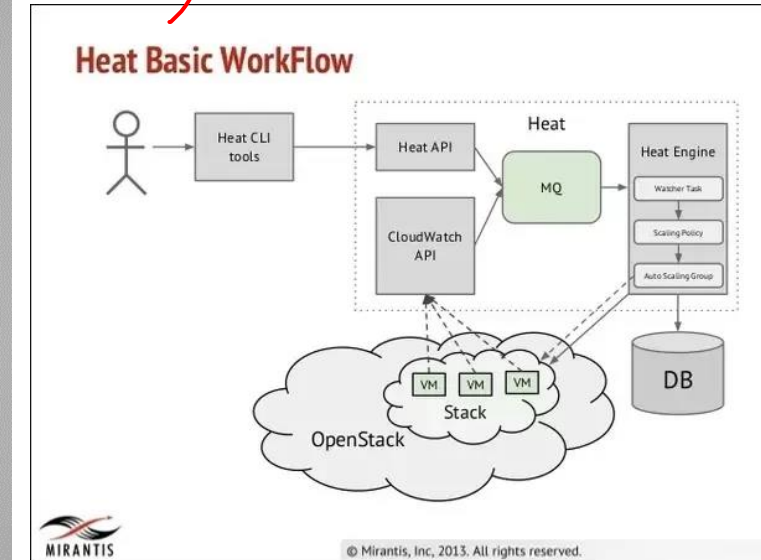 Heat Basic WorkFlow
Heat CLI
tools
Heat API
Heat
MQ
Heat Engine
Watcher Task
Scaling Policy
Auto Scaling Group
CloudWatch
API
VM
VM
VM
Stack
OpenStack
DB
MIRANTIS
© Mirantis, Inc, 2013. All rights reserved.